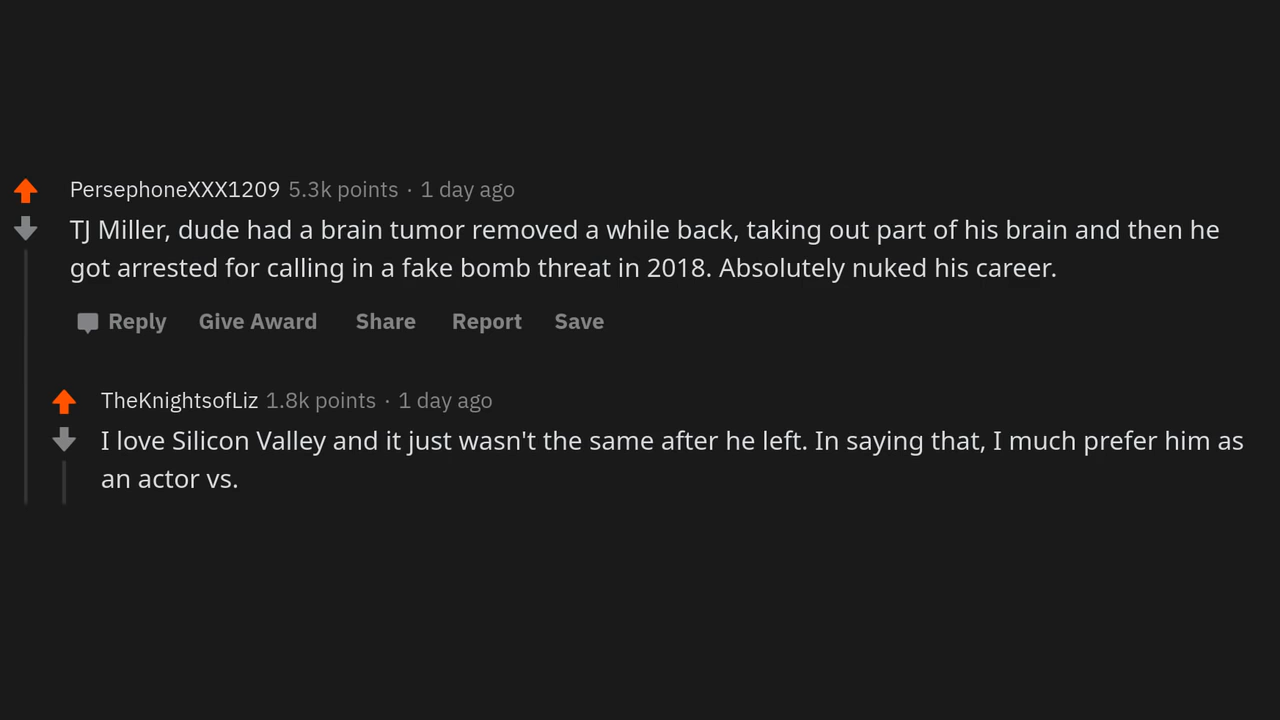 PersephoneXXX1209 5.3k points · 1 day ago
TJ Miller, dude had a brain tumor removed a while back, taking out part of his brain and then he
got arrested for calling in a fake bomb threat in 2018. Absolutely nuked his career.
Reply Give Award Share Report Save
TheKnightsofLiz 1.8k points · 1 day ago
I love Silicon Valley and it just wasn't the same after he left. In saying that, I much prefer him as
an actor vs.